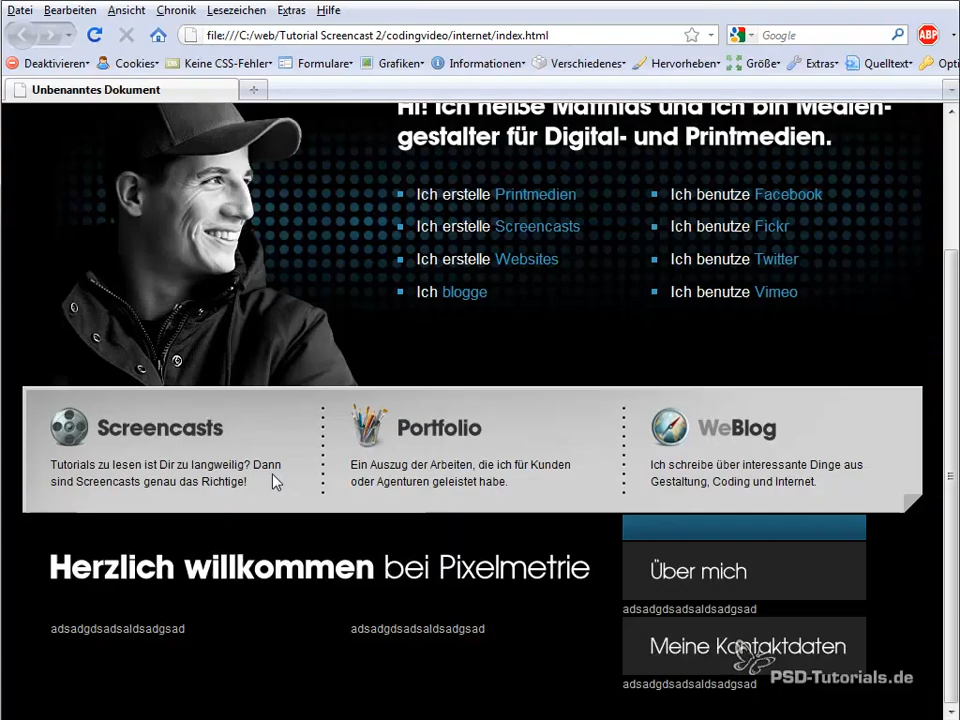 Datei Bearbeiten Ansicht Chronik Lesezeichen Extras Hilfe
file:///C:/web/Tutorial Screencast 2/codingvideo/internet/index.html
Google
ABP
Deaktivieren Cookies Keine CSS-Fehler Formulare Grafiken Informationen Verschiedenes Hervorheben Größe Extras Quelltext Opti
Unbenanntes Dokument
Hi! Ich heiße Matthias und ich bin Medien-
gestalter für Digital- und Printmedien.
Ich erstelle Printmedien
Ich erstelle Screencasts
Ich erstelle Websites
Ich blogge
Ich benutze Facebook
Ich benutze Fickr
Ich benutze Twitter
Ich benutze Vimeo
Screencasts
Tutorials zu lesen ist Dir zu langweilig? Dann
sind Screencasts genau das Richtige!
Portfolio
Ein Auszug der Arbeiten, die ich für Kunden
oder Agenturen geleistet habe.
WeBlog
Ich schreibe über interessante Dinge aus
Gestaltung, Coding und Internet.
Herzlich willkommen bei Pixelmetrie
adsadgdsadsaldsadgsad
adsadgdsadsaldsadgsad
Über mich
adsadgdsadsaldsadgsad
Meine Kontaktdaten
adsadgdsadsaldsadgsad
PSD-Tutorials.de